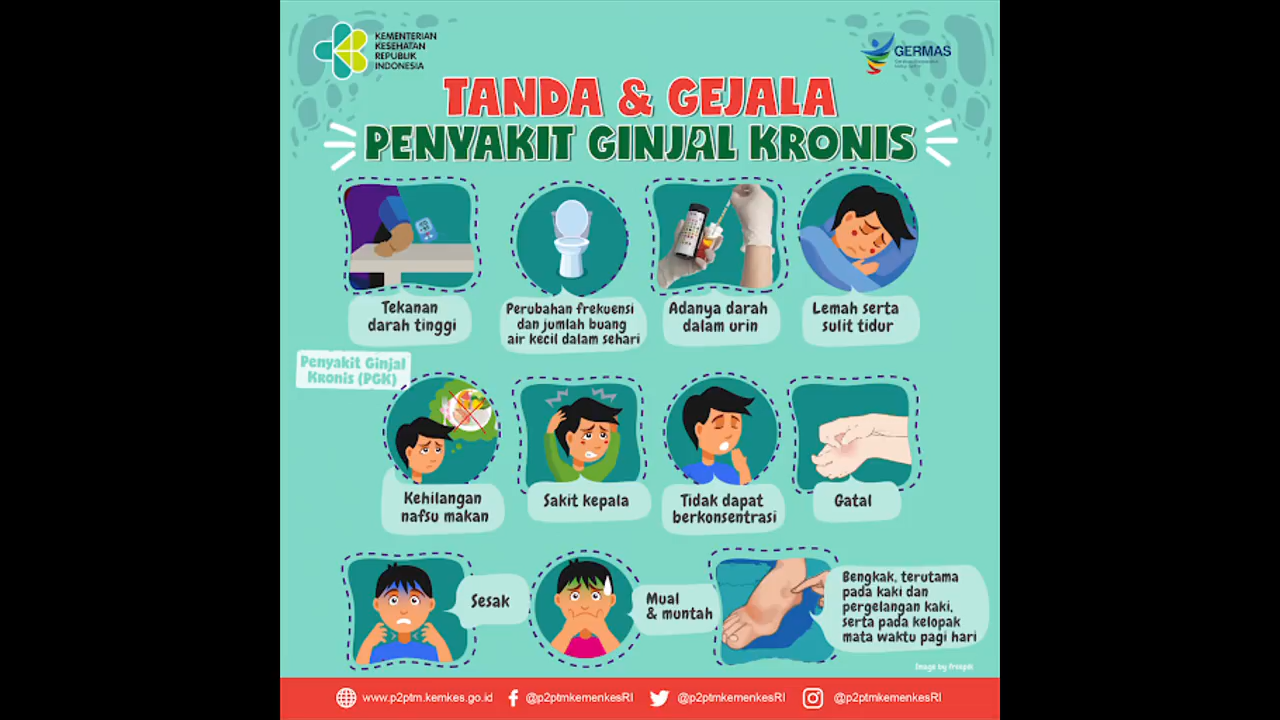 KEMENTERIAN
KESEHATAN
REPUBLIK
INDONESIA
GERMAS
TANDA & GEJALA
PENYAKIT GINJAL KRONIS
Tekanan
darah tinggi
Perubahan frekuensi
dan jumlah buang
air kecil dalam sehari
Adanya darah
dalam urin
Lemah serta
sulit tidur
Penyakit Ginjal
Kronis (PGK)
Kehilangan
nafsu makan
Sakit kepala
Tidak dapat
berkonsentrasi
Gatal
Sesak
Mual
& muntah
Bengkak, terutama
pada kaki dan
pergelangan kaki,
serta pada kelopak
mata waktu pagi hari
Image by freepik
www.p2ptm.kemkes.go.id @p2ptmkemenkesRI @p2ptmkemenkesRI @p2ptmkemenkesRI